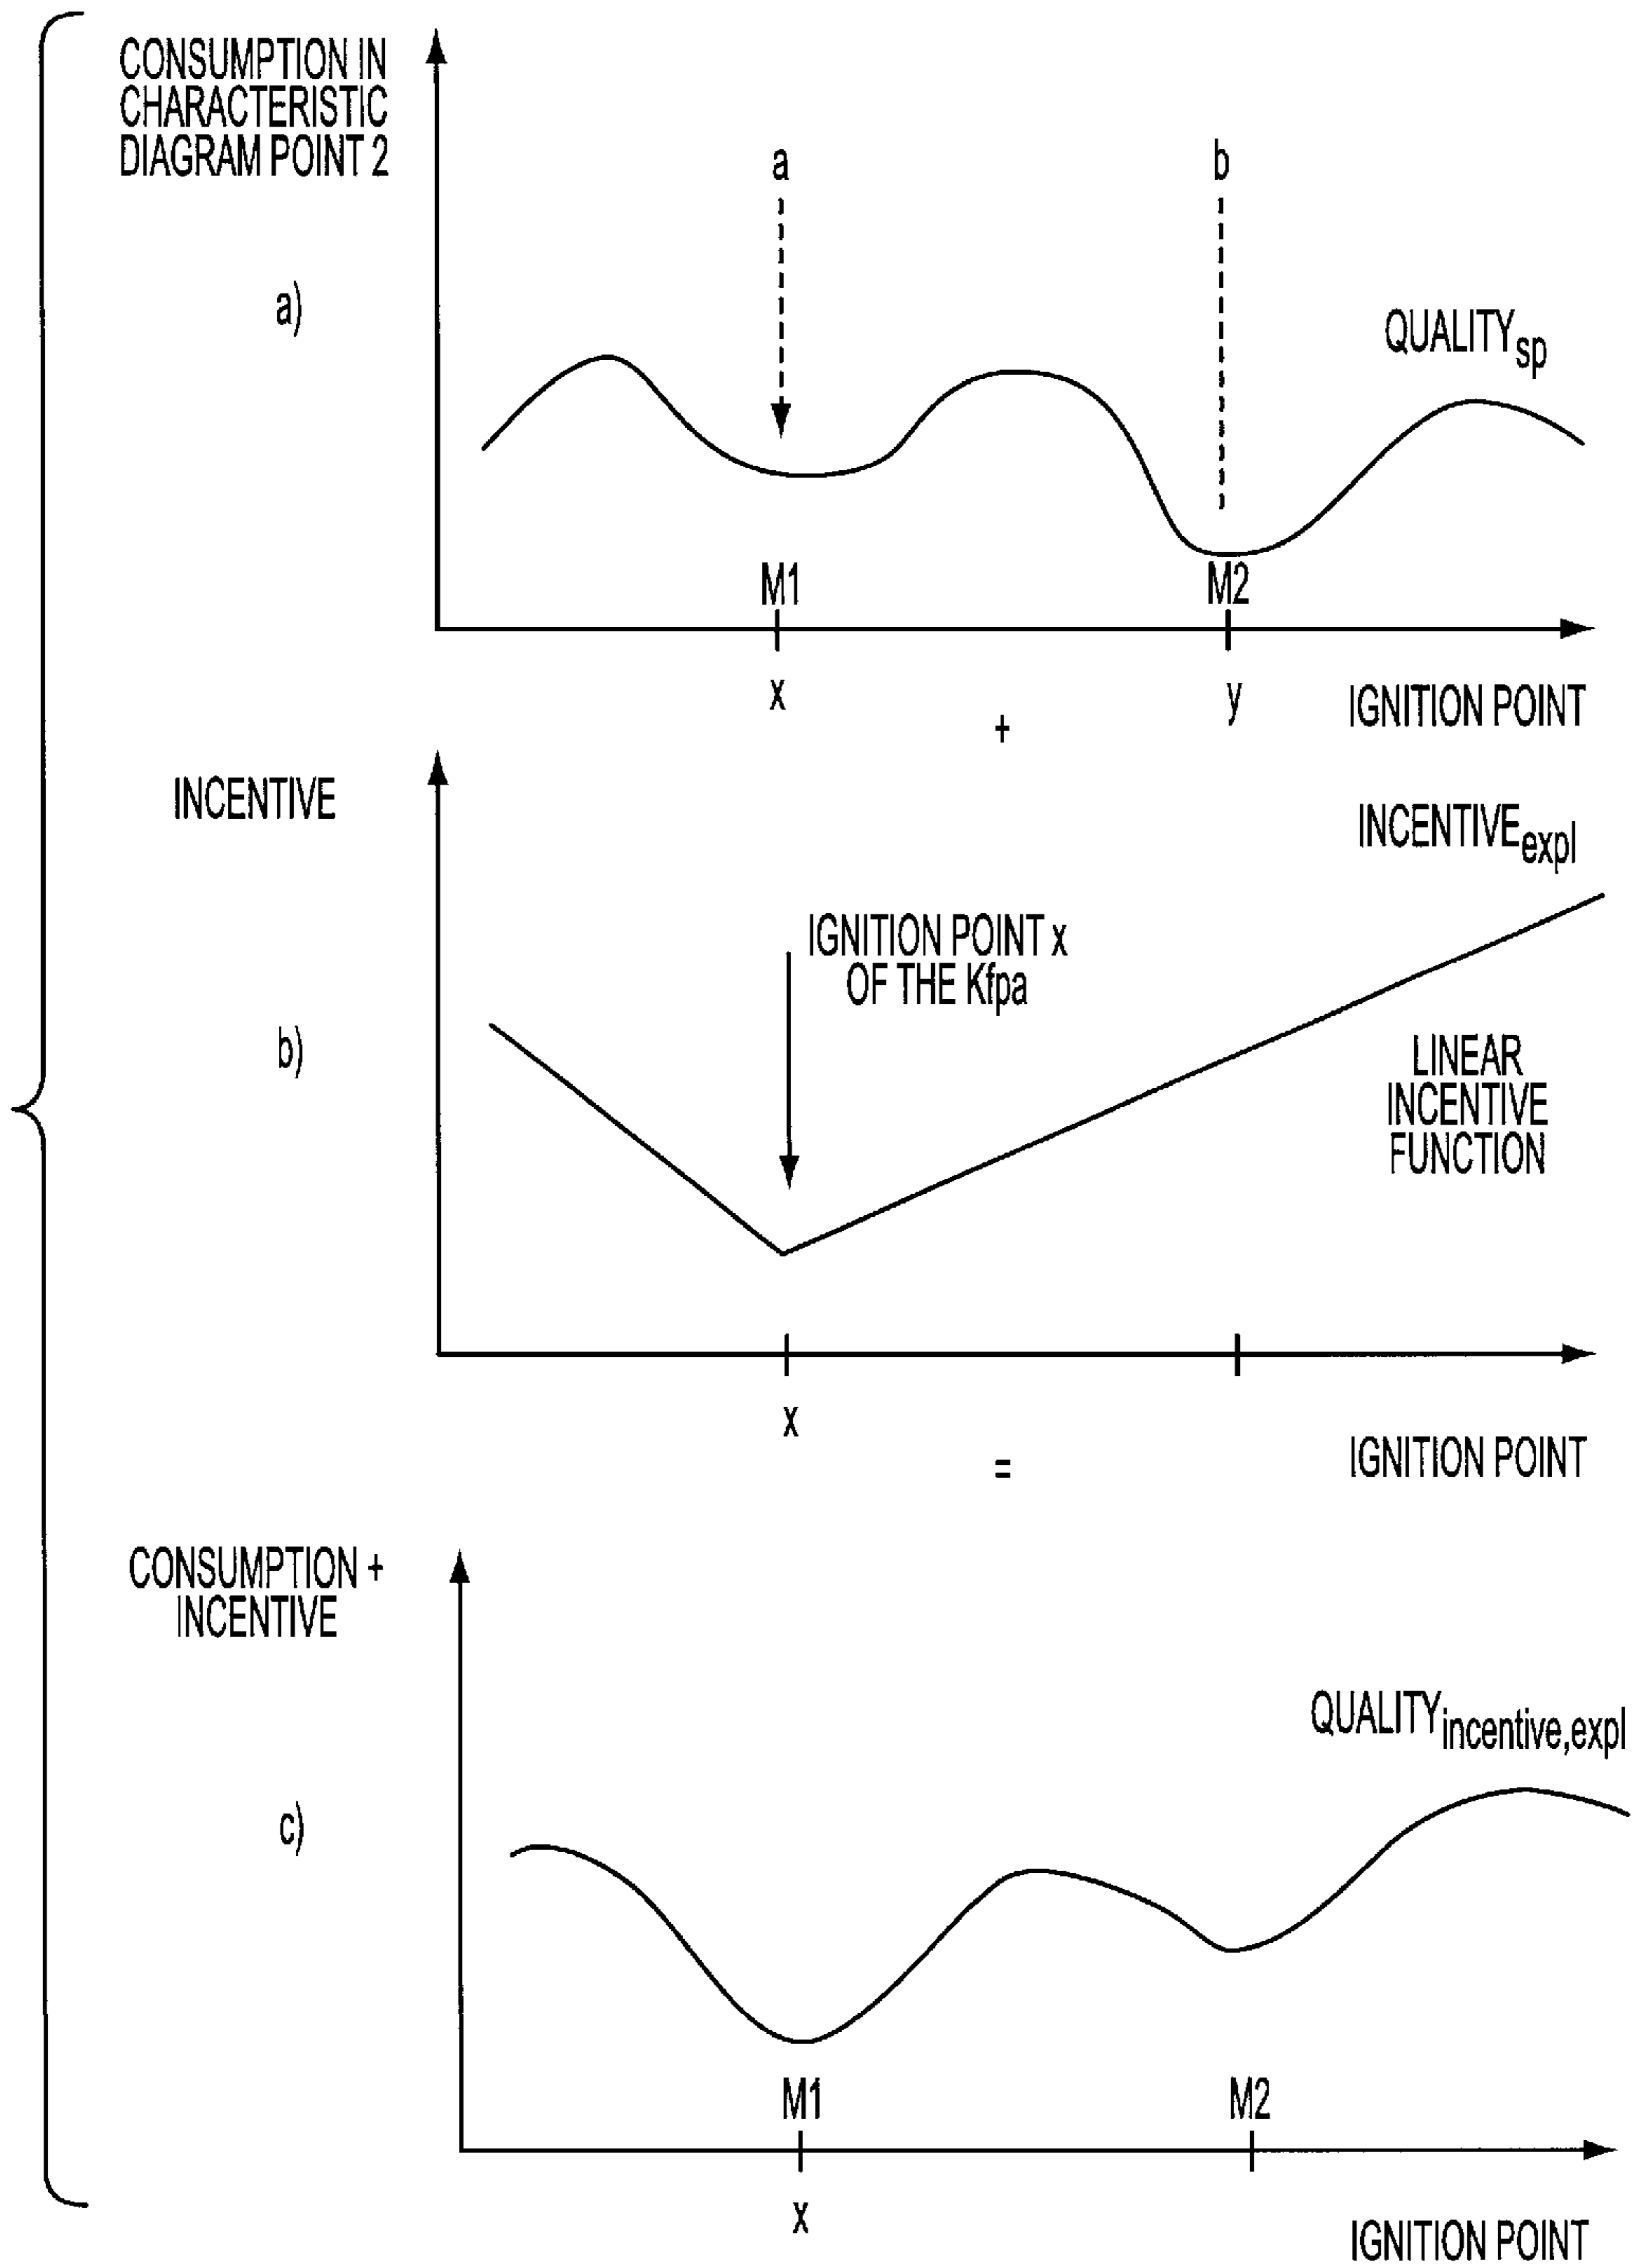 CONSUMPTION IN
CHARACTERISTIC
DIAGRAM POINT 2
a
b
a)
QUALITYsp
M1
M2
x
y
IGNITION POINT
+
INCENTIVE
INCENTIVEexpl
IGNITION POINT x
OF THE Kfpa
b)
LINEAR
INCENTIVE
FUNCTION
x
IGNITION POINT
=
CONSUMPTION +
INCENTIVE
QUALITYincentive,expl
c)
M1
M2
x
IGNITION POINT